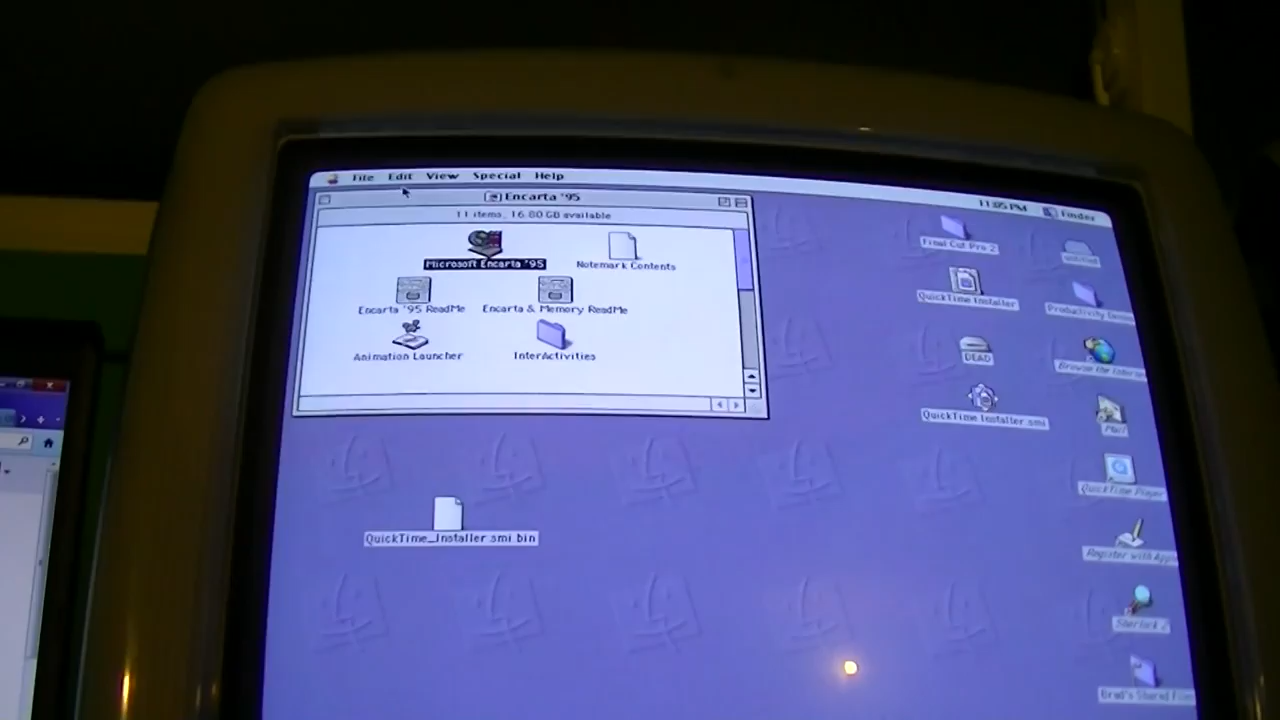 File Edit View Special Help
11:05 PM Finder
Encarta '95
11 items, 16.80 GB available
Microsoft Encarta '95
Notemark Contents
Encarta '95 ReadMe
Encarta & Memory ReadMe
Animation Launcher
InterActivities
QuickTime_Installer.smi.bin
Final Cut Pro 2
untitled
QuickTime Installer
Productivity
DEAD
Browse the Interne
QuickTime Installer.smi
Mail
QuickTime Player
Register with Apple
Sherlock 2
Brad's Shared Files